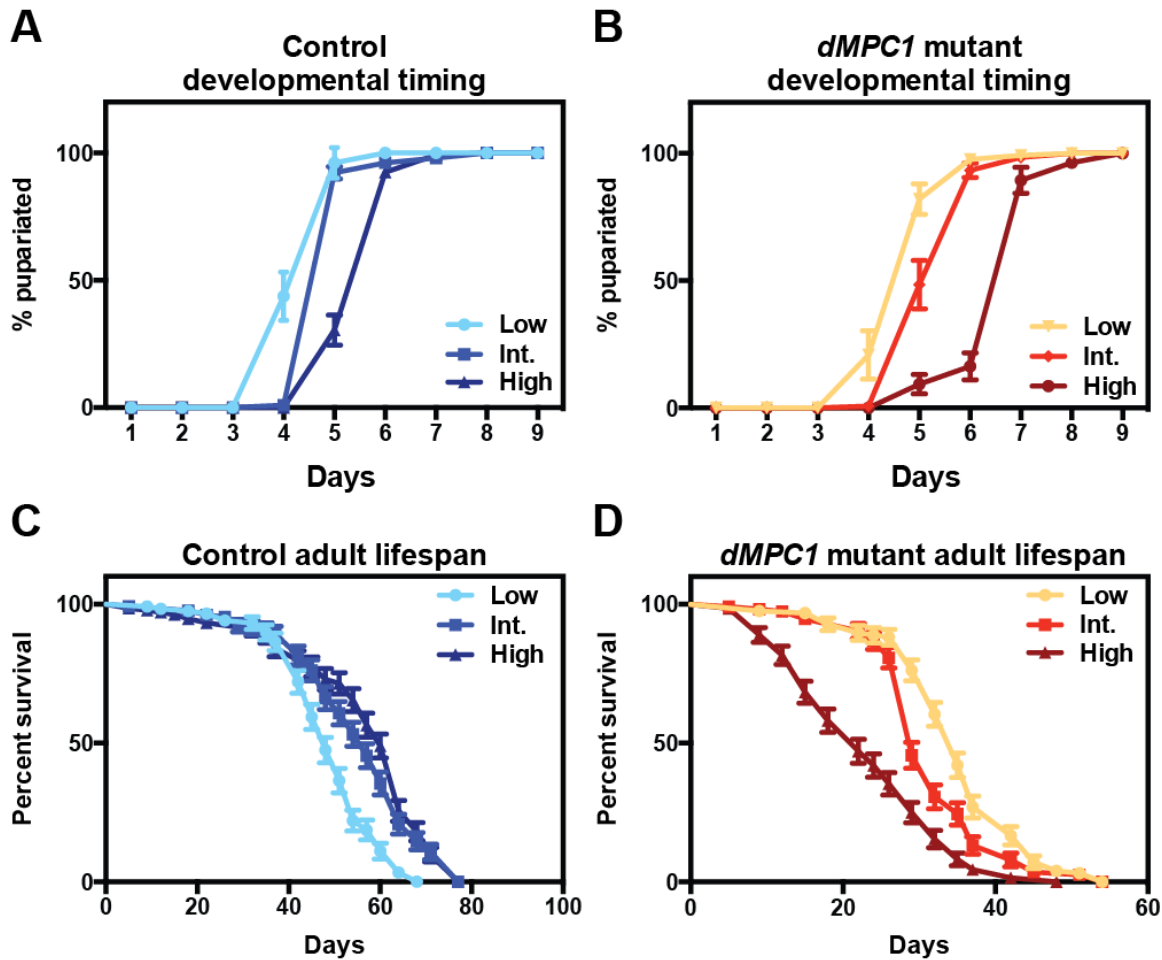 A
Control
developmental timing
% pupariated
100
50
0
Low
Int.
High
1 2 3 4 5 6 7 8 9
Days
B
dMPC1 mutant
developmental timing
% pupariated
100
50
0
Low
Int.
High
1 2 3 4 5 6 7 8 9
Days
C
Control adult lifespan
Percent survival
100
50
0
Low
Int.
High
0 20 40 60 80 100
Days
D
dMPC1 mutant adult lifespan
Percent survival
100
50
0
Low
Int.
High
0 20 40 60
Days